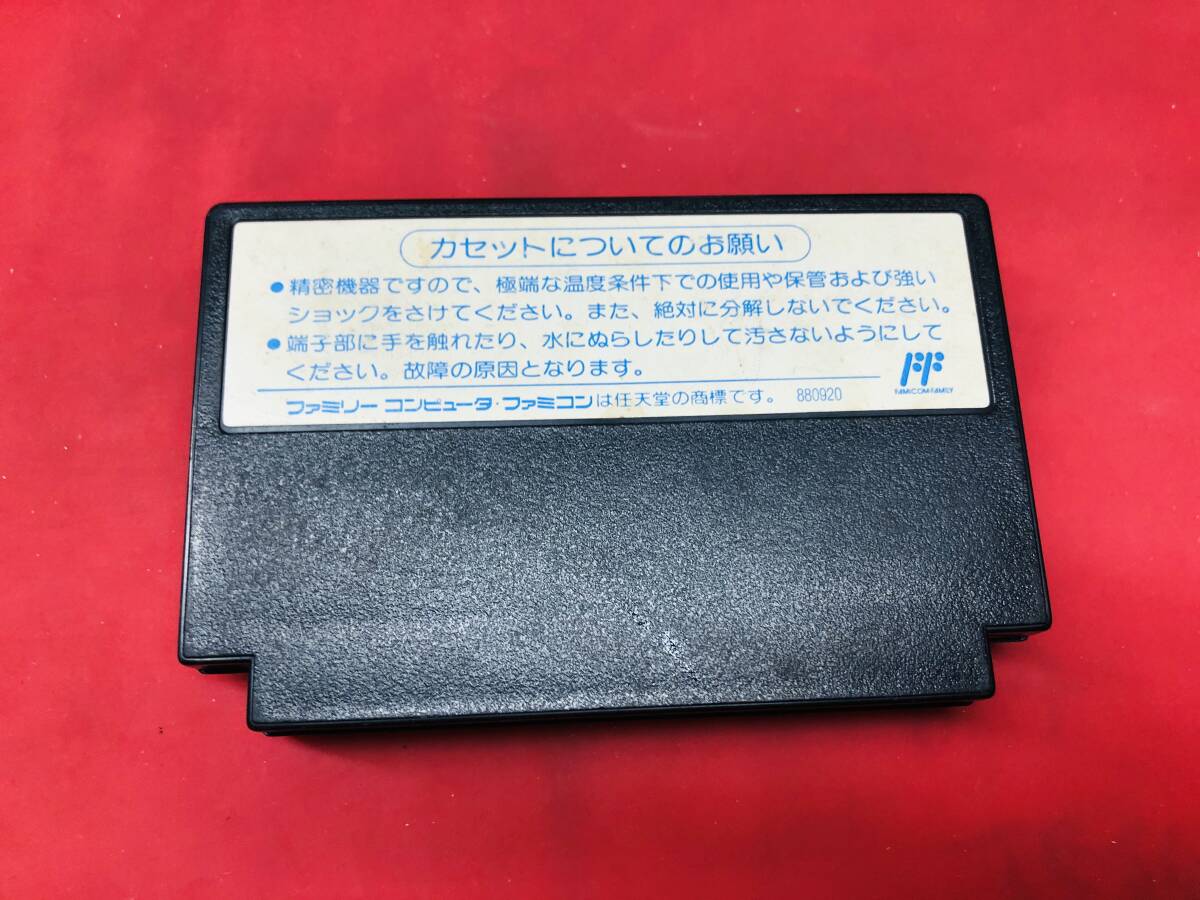 カセットについてのお願い
●精密機器ですので、極端な温度条件下での使用や保管および強い
ショックをさけてください。また、絶対に分解しないでください。
●端子部に手を触れたり、水にぬらしたりして汚さないようにして
ください。故障の原因となります。
FAMICOM FAMILY
ファミリーコンピュータ・ファミコンは任天堂の商標です。 880920